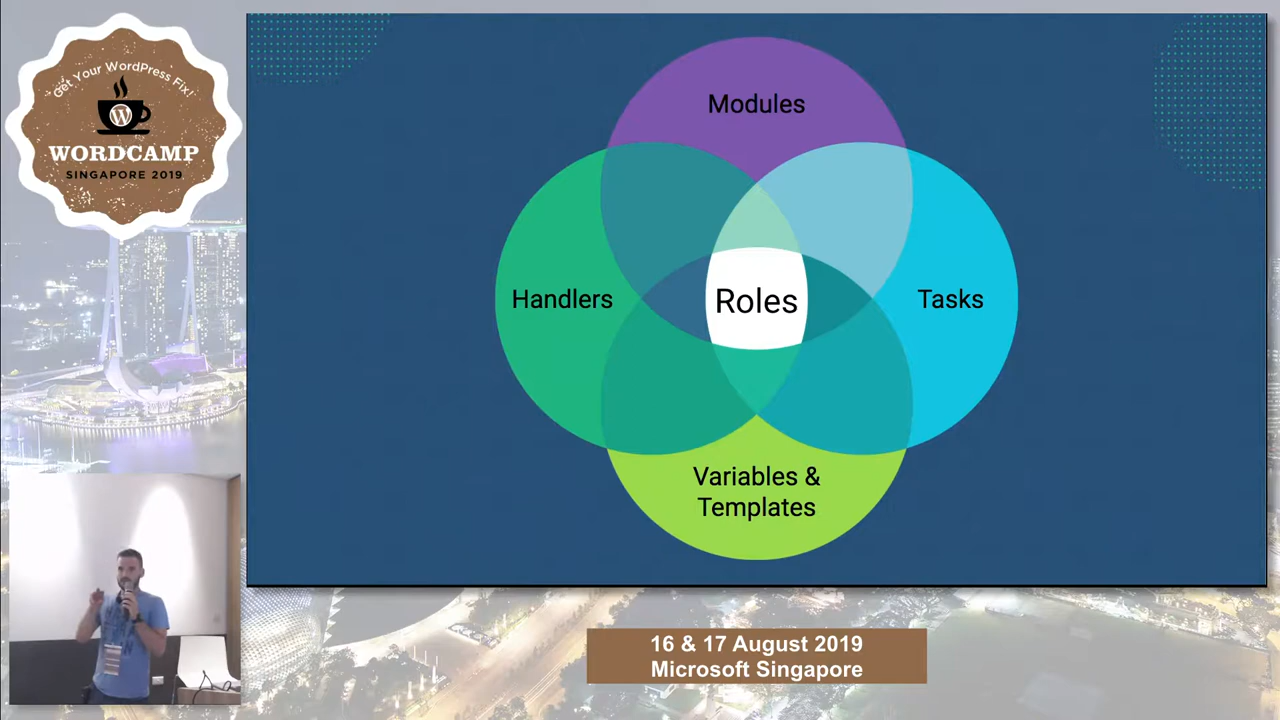 Get Your WordPress Fix!
WORDCAMP
SINGAPORE 2019
Modules
Handlers
Roles
Tasks
Variables &
Templates
16 & 17 August 2019
Microsoft Singapore